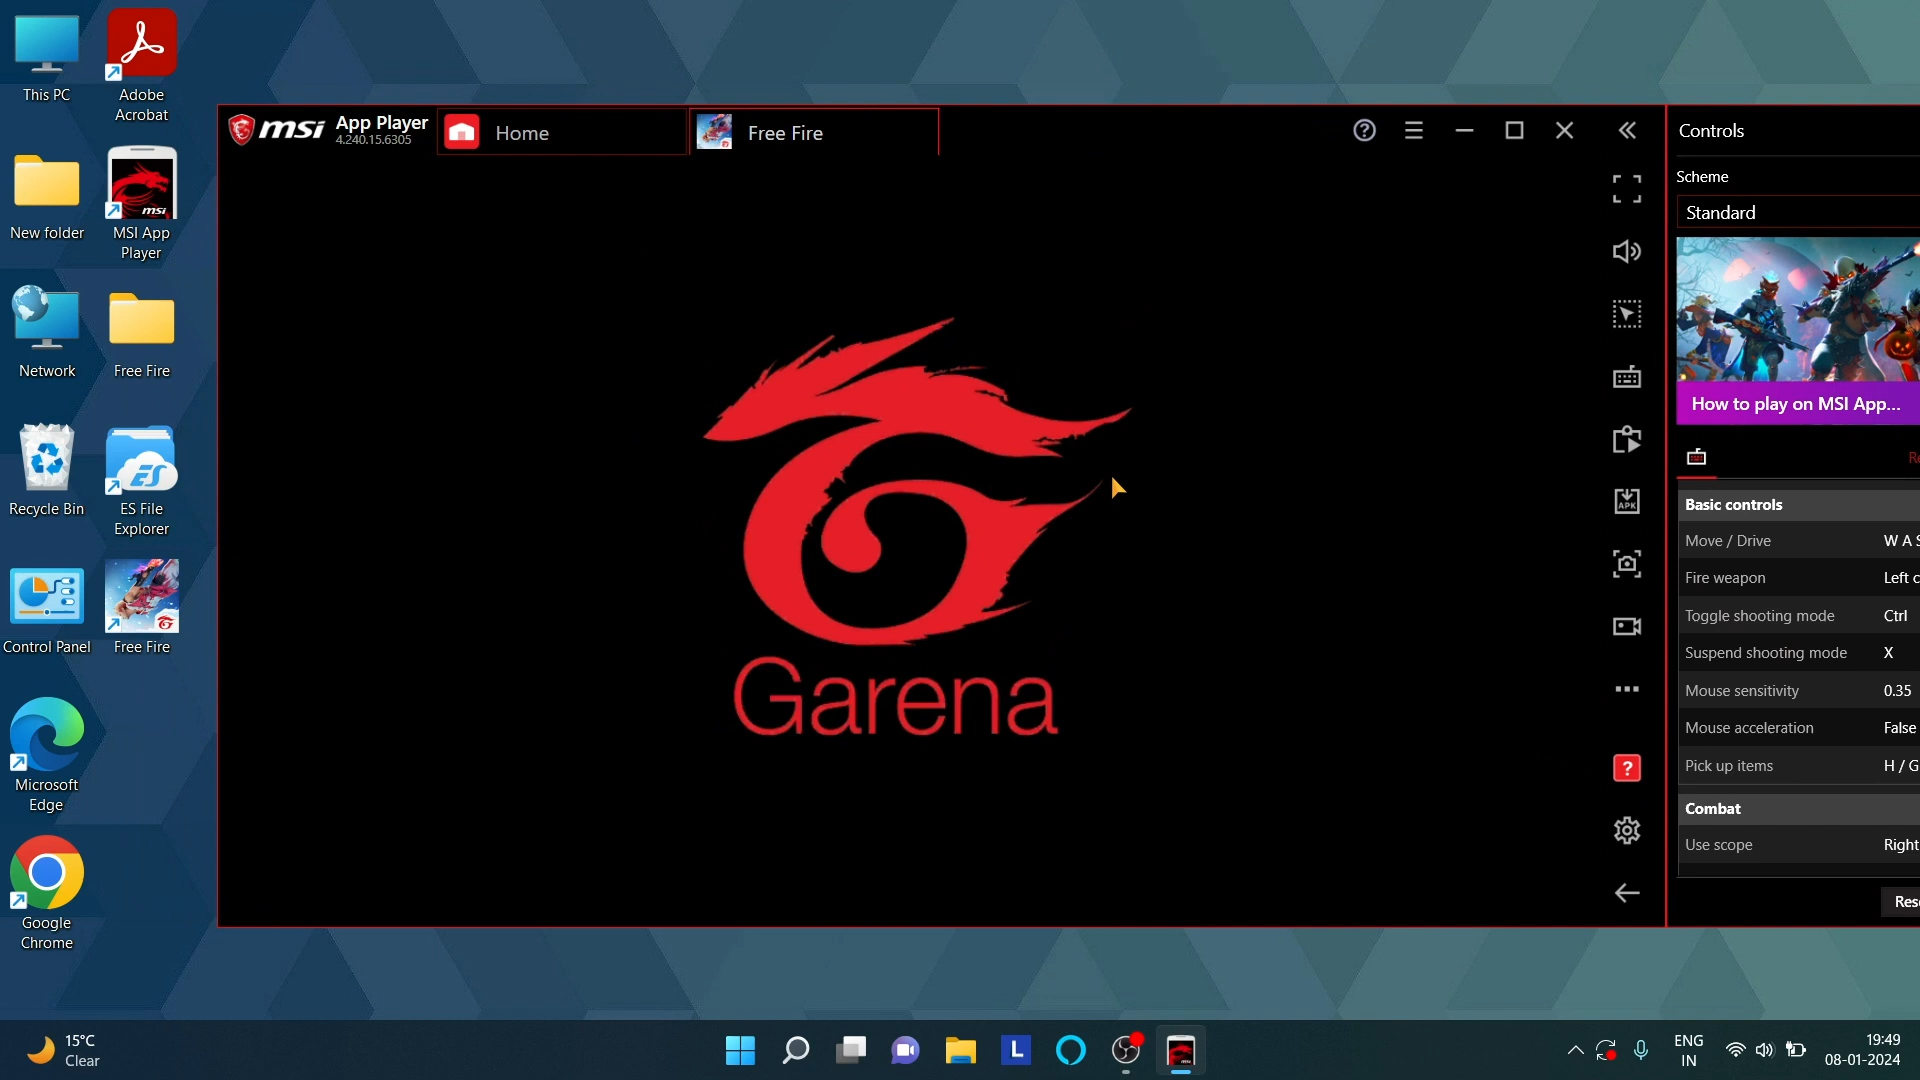 This PC
Adobe
Acrobat
New folder
msi
MSI App
Player
Network
Free Fire
Recycle Bin
ES
ES File
Explorer
Control Panel
Free Fire
Microsoft
Edge
Google
Chrome
msi
App Player
4.240.15.6305
Home
Free Fire
Garena
APK
Controls
Scheme
Standard
How to play on MSI App...
Basic controls
Move / Drive W A
Fire weapon Left
Toggle shooting mode Ctrl
Suspend shooting mode X
Mouse sensitivity 0.35
Mouse acceleration False
Pick up items H / G
Combat
Use scope Right
15°C
Clear
L
ENG
IN
19:49
08-01-2024